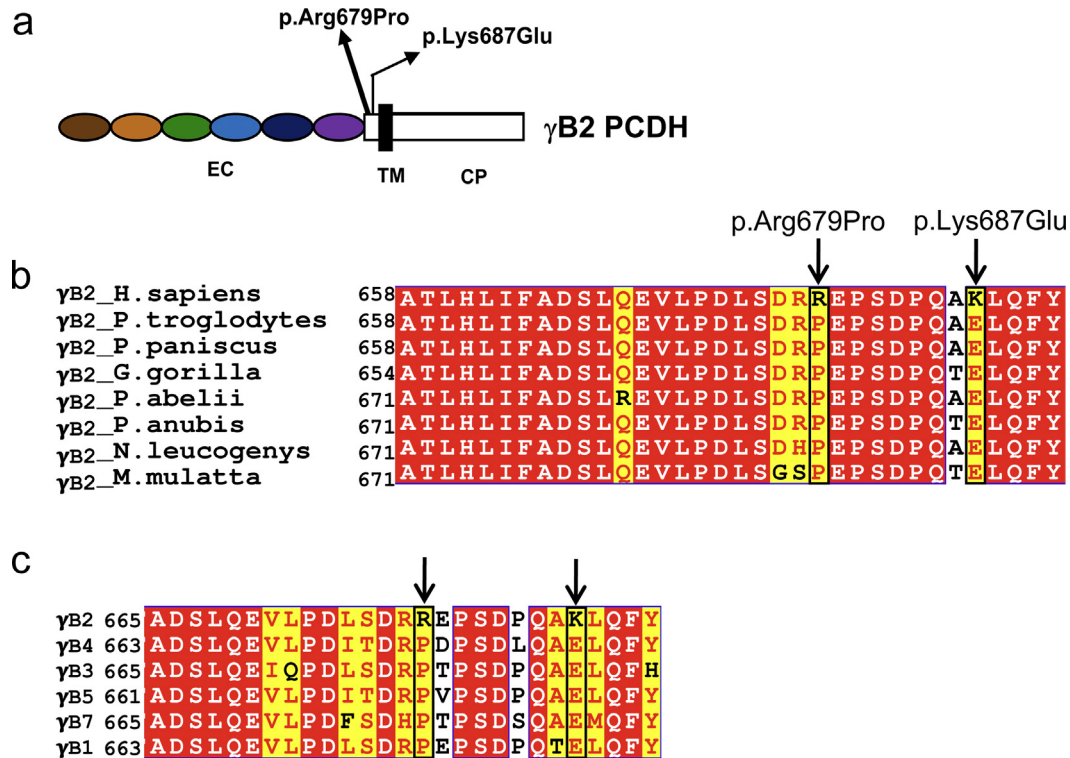 a
p.Arg679Pro
p.Lys687Glu
γB2 PCDH
EC
TM
CP
p.Arg679Pro p.Lys687Glu
b
γB2_H.sapiens 658 ATLHLIFADSLQEVLPDLSDRREPSDPQAKLQFY
γB2_P.troglodytes 658 ATLHLIFADSLQEVLPDLSDRPEPSDPQAELQFY
γB2_P.paniscus 658 ATLHLIFADSLQEVLPDLSDRPEPSDPQAELQFY
γB2_G.gorilla 654 ATLHLIFADSLQEVLPDLSDRPEPSDPQTELQFY
γB2_P.abelii 671 ATLHLIFADSLREVLPDLSDRPEPSDPQAELQFY
γB2_P.anubis 671 ATLHLIFADSLQEVLPDLSDRPEPSDPQTELQFY
γB2_N.leucogenys 671 ATLHLIFADSLQEVLPDLSDHPEPSDPQAELQFY
γB2_M.mulatta 671 ATLHLIFADSLQEVLPDLSGSPEPSDPQTELQFY
c
γB2 665 ADSLQEVLPDLSDRREPSDPQAKLQFY
γB4 663 ADSLQEVLPDITDRPDPSDLQAELQFY
γB3 665 ADSLQEIQPDLSDRPTPSDPQAELQFH
γB5 661 ADSLQEVLPDITDRPVPSDPQAELQFY
γB7 665 ADSLQEVLPDFSDHPTPSDSQAEMQFY
γB1 663 ADSLQEVLPDLSDRPEPSDPQTELQFY